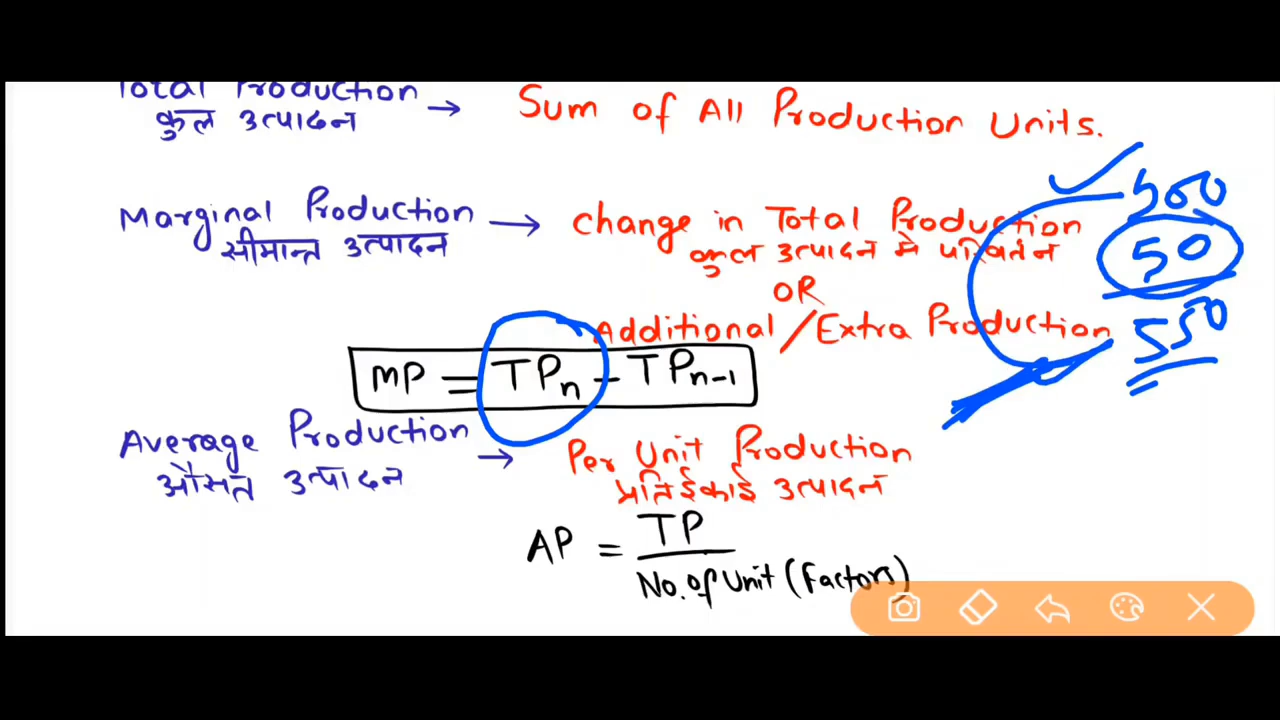 Total Production → Sum of All Production Units.
कुल उत्पादन
500
Marginal Production → change in Total Production
सीमान्त उत्पादन कुल उत्पादन मे परिवर्तन
50
OR
Additional / Extra Production
550
MP = TPn - TPn-1
Average Production → Per Unit Production
औसत उत्पादन प्रति ईकाई उत्पादन
AP = TP
No. of Unit (Factors)